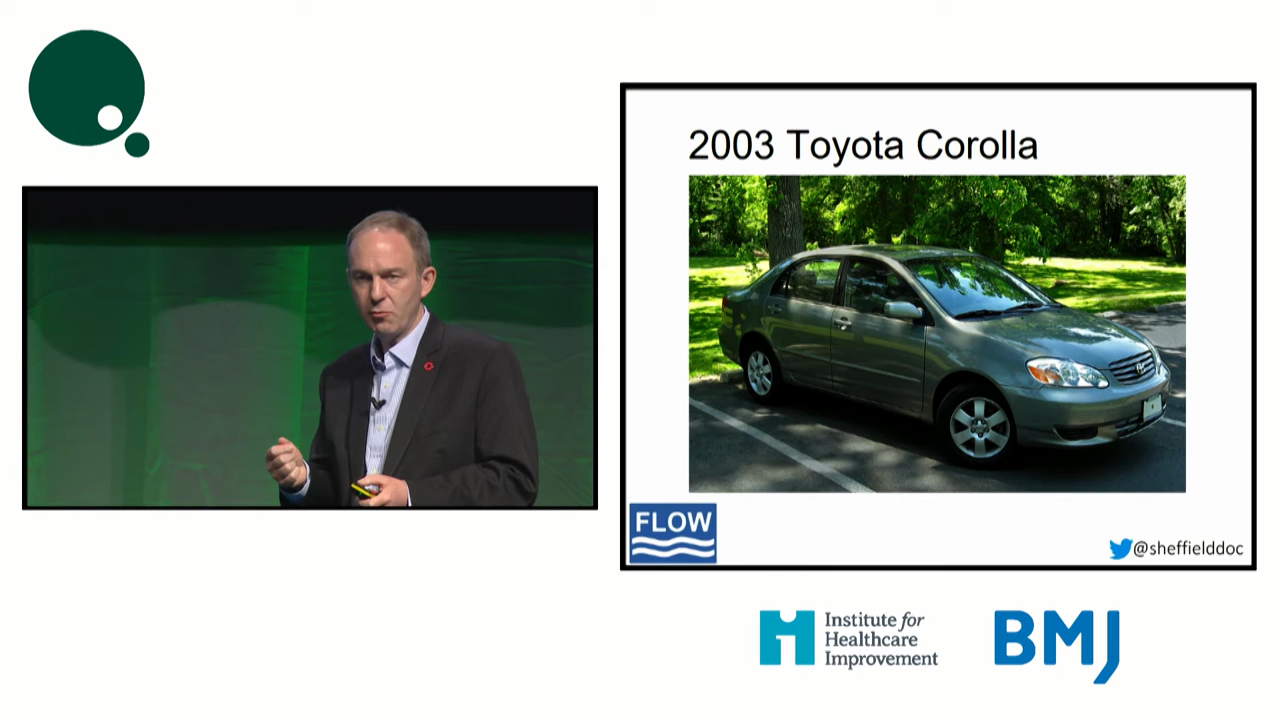 2003 Toyota Corolla
FLOW
@sheffielddoc
Institute for
Healthcare
Improvement
BMJ